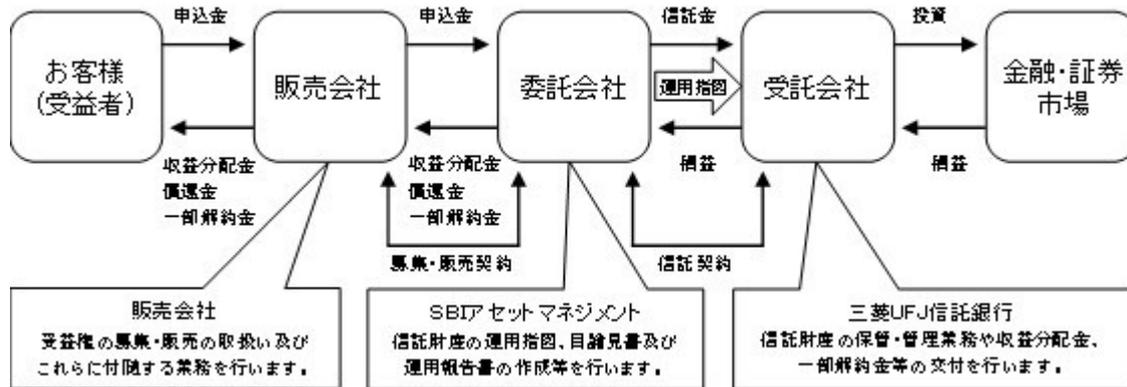 申込金
申込金
信託金
投資
お客様
(受益者)
販売会社
委託会社
運用指図
受託会社
金融・証券
市場
収益分配金
償還金
一部解約金
収益分配金
償還金
一部解約金
損益
損益
募集・販売契約
信託契約
販売会社
受益権の募集・販売の取扱い及び
これらに付随する業務を行います。
SBIアセットマネジメント
信託財産の運用指図、目論見書及び
運用報告書の作成等を行います。
三菱UFJ信託銀行
信託財産の保管・管理業務や収益分配金、
一部解約金等の交付を行います。